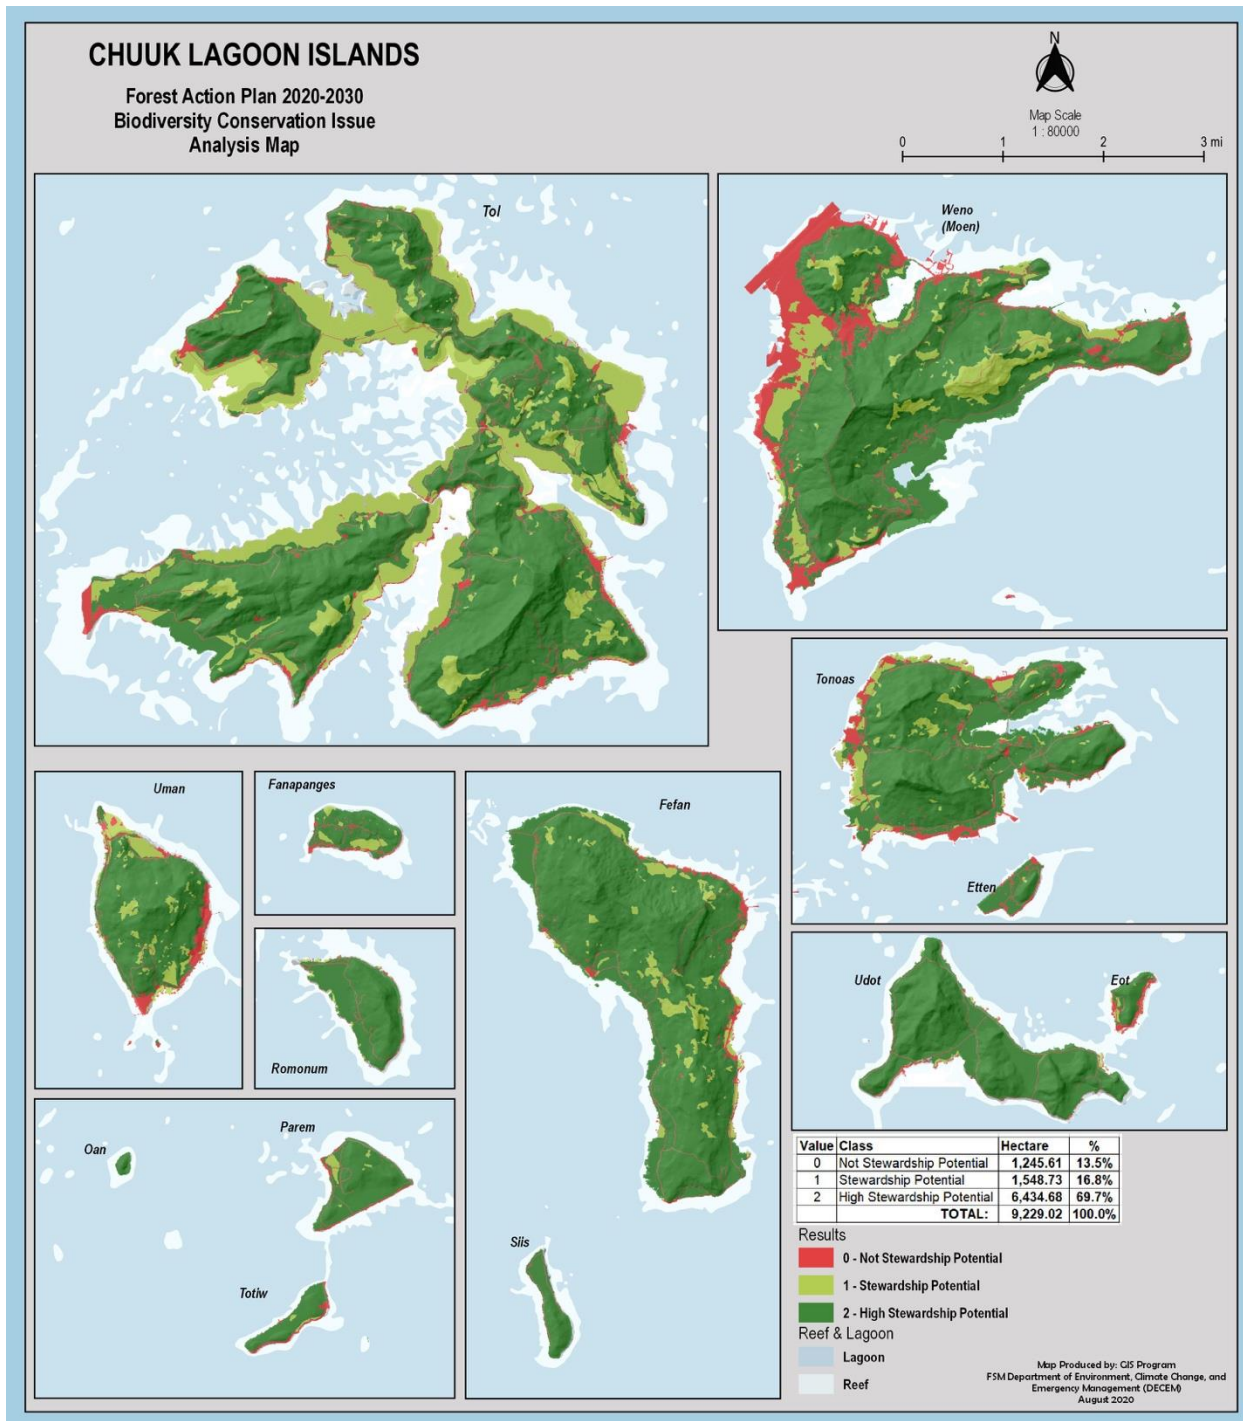 CHUUK LAGOON ISLANDS
Forest Action Plan 2020-2030
Biodiversity Conservation Issue
Analysis Map
N
Map Scale
1 : 80000
0 1 2 3 mi
Tol
Weno
(Moen)
Tonoas
Etten
Uman
Fanapanges
Fefan
Romonum
Udot
Eot
Oan
Parem
Totiw
Siis
Value Class Hectare %
0 Not Stewardship Potential 1,245.61 13.5%
1 Stewardship Potential 1,548.73 16.8%
2 High Stewardship Potential 6,434.68 69.7%
TOTAL: 9,229.02 100.0%
Results
0 - Not Stewardship Potential
1 - Stewardship Potential
2 - High Stewardship Potential
Reef & Lagoon
Lagoon
Reef
Map Produced by: GIS Program
FSM Department of Environment, Climate Change, and
Emergency Management (DECEM)
August 2020